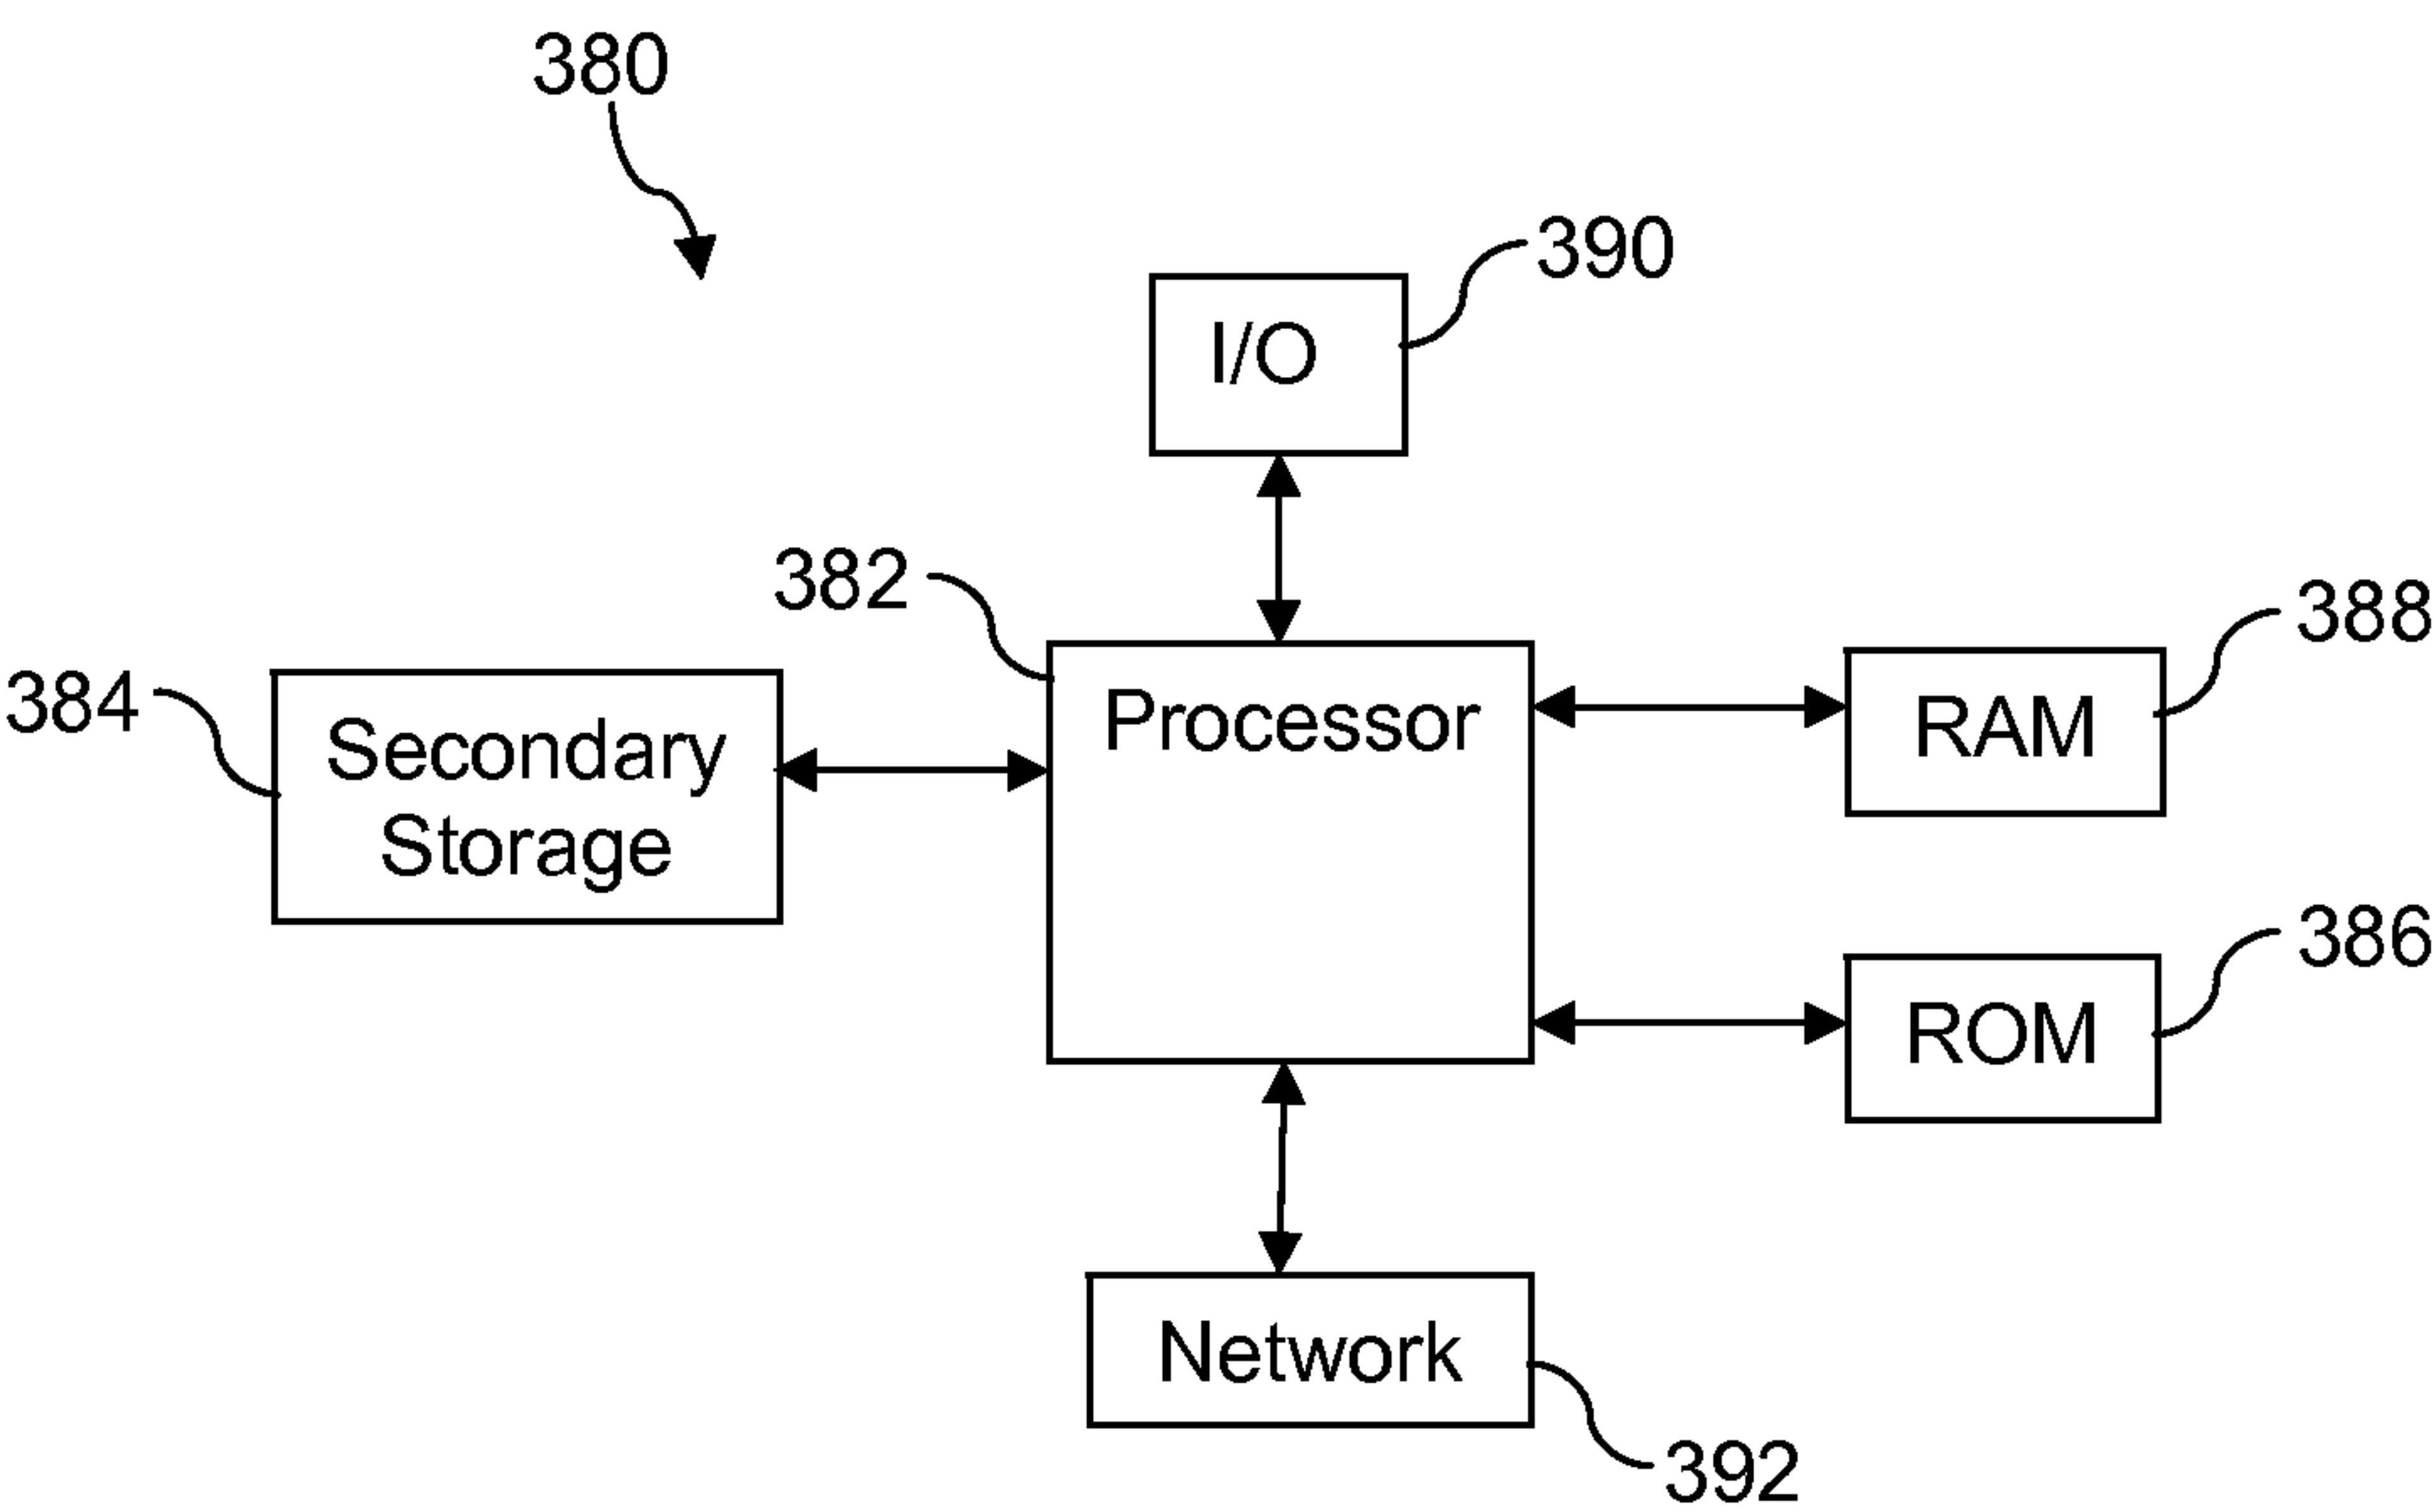 380
390
I/O
382
388
384
Processor
RAM
Secondary
Storage
386
ROM
Network
392